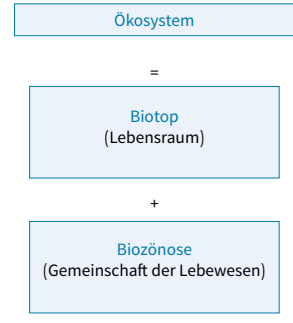 Ökosystem
=
Biotop
(Lebensraum)
+
Biozönose
(Gemeinschaft der Lebewesen)